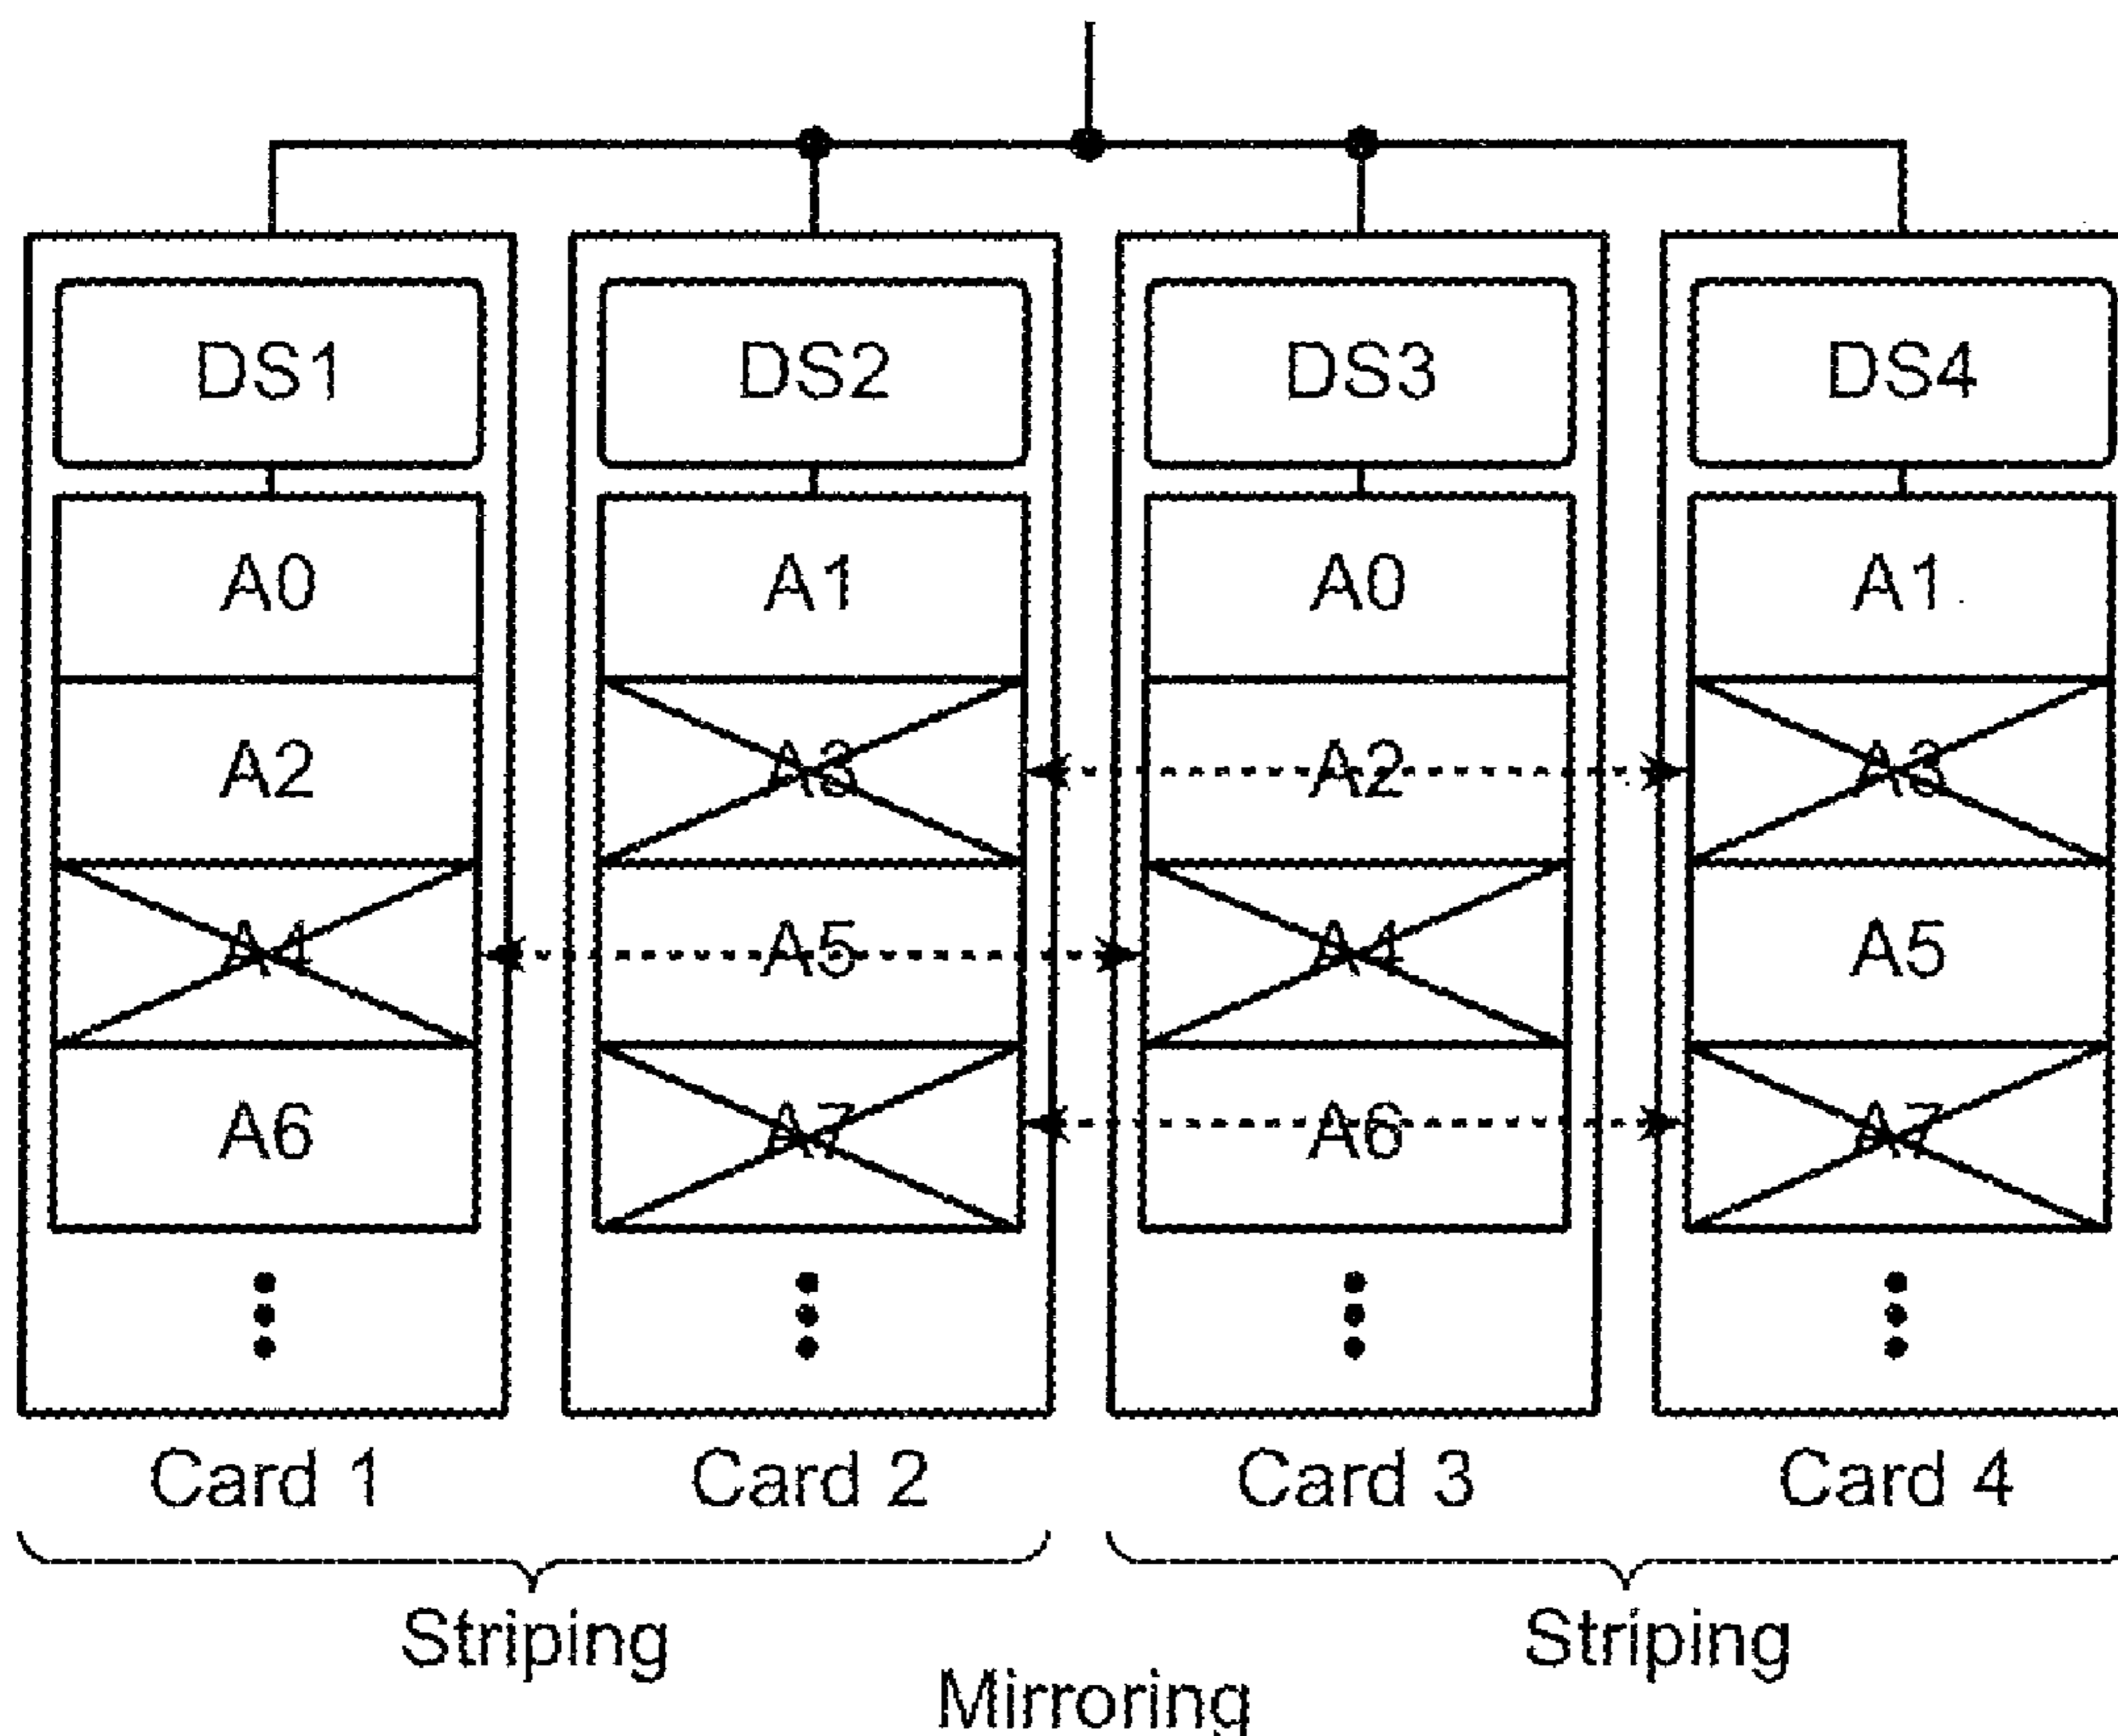 DS1 DS2 DS3 DS4
A0 A1 A0 A1
A2 A3 A2 A3
A4 A5 A4 A5
A6 A7 A6 A7
Card 1 Card 2 Card 3 Card 4
Striping Striping
Mirroring